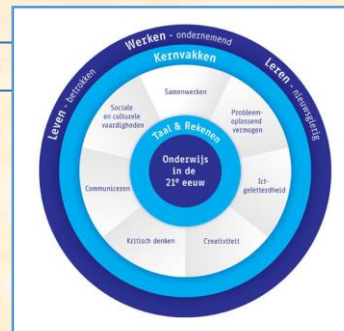 Leven - betrokken
Werken - ondernemend
Leren - nieuwsgierig
Kernvakken
Samenwerken
Probleem-
oplossend
vermogen
Ict-
geletterdheid
Creativiteit
Kritisch denken
Communiceren
Sociale
en culturele
vaardigheden
Taal & Rekenen
Onderwijs
in de
21e eeuw